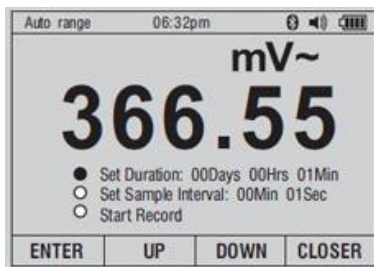 Auto range 06:32pm
mV~
366.55
Set Duration: 00Days 00Hrs 01Min
Set Sample Interval: 00Min 01Sec
Start Record
ENTER UP DOWN CLOSER